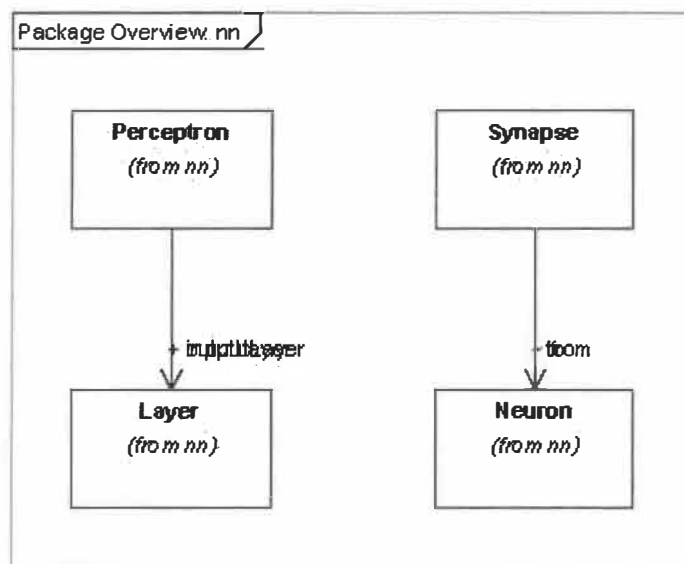 Package Overview: nn
Perceptron
(from nn)
Synapse
(from nn)
Layer
(from nn)
Neuron
(from nn)